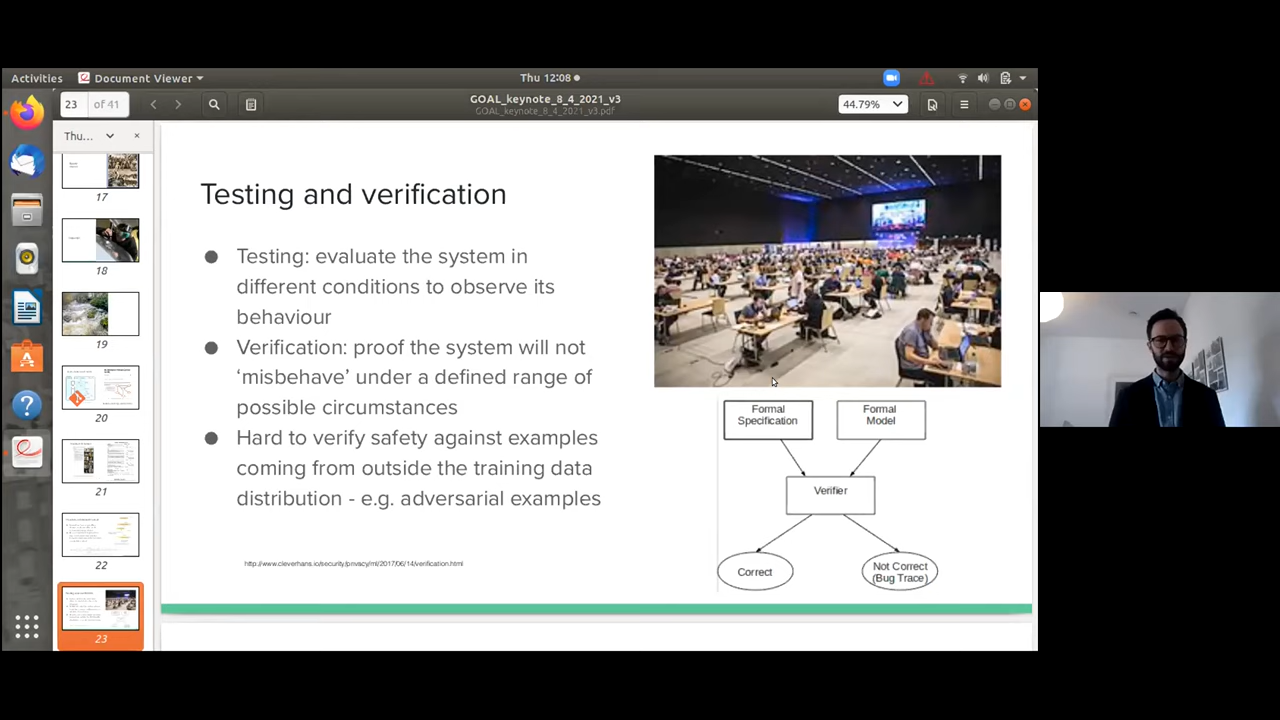 Activities
Document Viewer
Thu 12:08
23
of 41
GOAL_keynote_8_4_2021_v3
GOAL_keynote_8_4_2021_v3.pdf
44.79%
Thu...
17
18
19
20
21
22
23
Testing and verification
Testing: evaluate the system in
different conditions to observe its
behaviour
Verification: proof the system will not
‘misbehave’ under a defined range of
possible circumstances
Hard to verify safety against examples
coming from outside the training data
distribution - e.g. adversarial examples
http://www.cleverhans.io/security/privacy/ml/2017/06/14/verification.html
Formal
Specification
Formal
Model
Verifier
Correct
Not Correct
(Bug Trace)